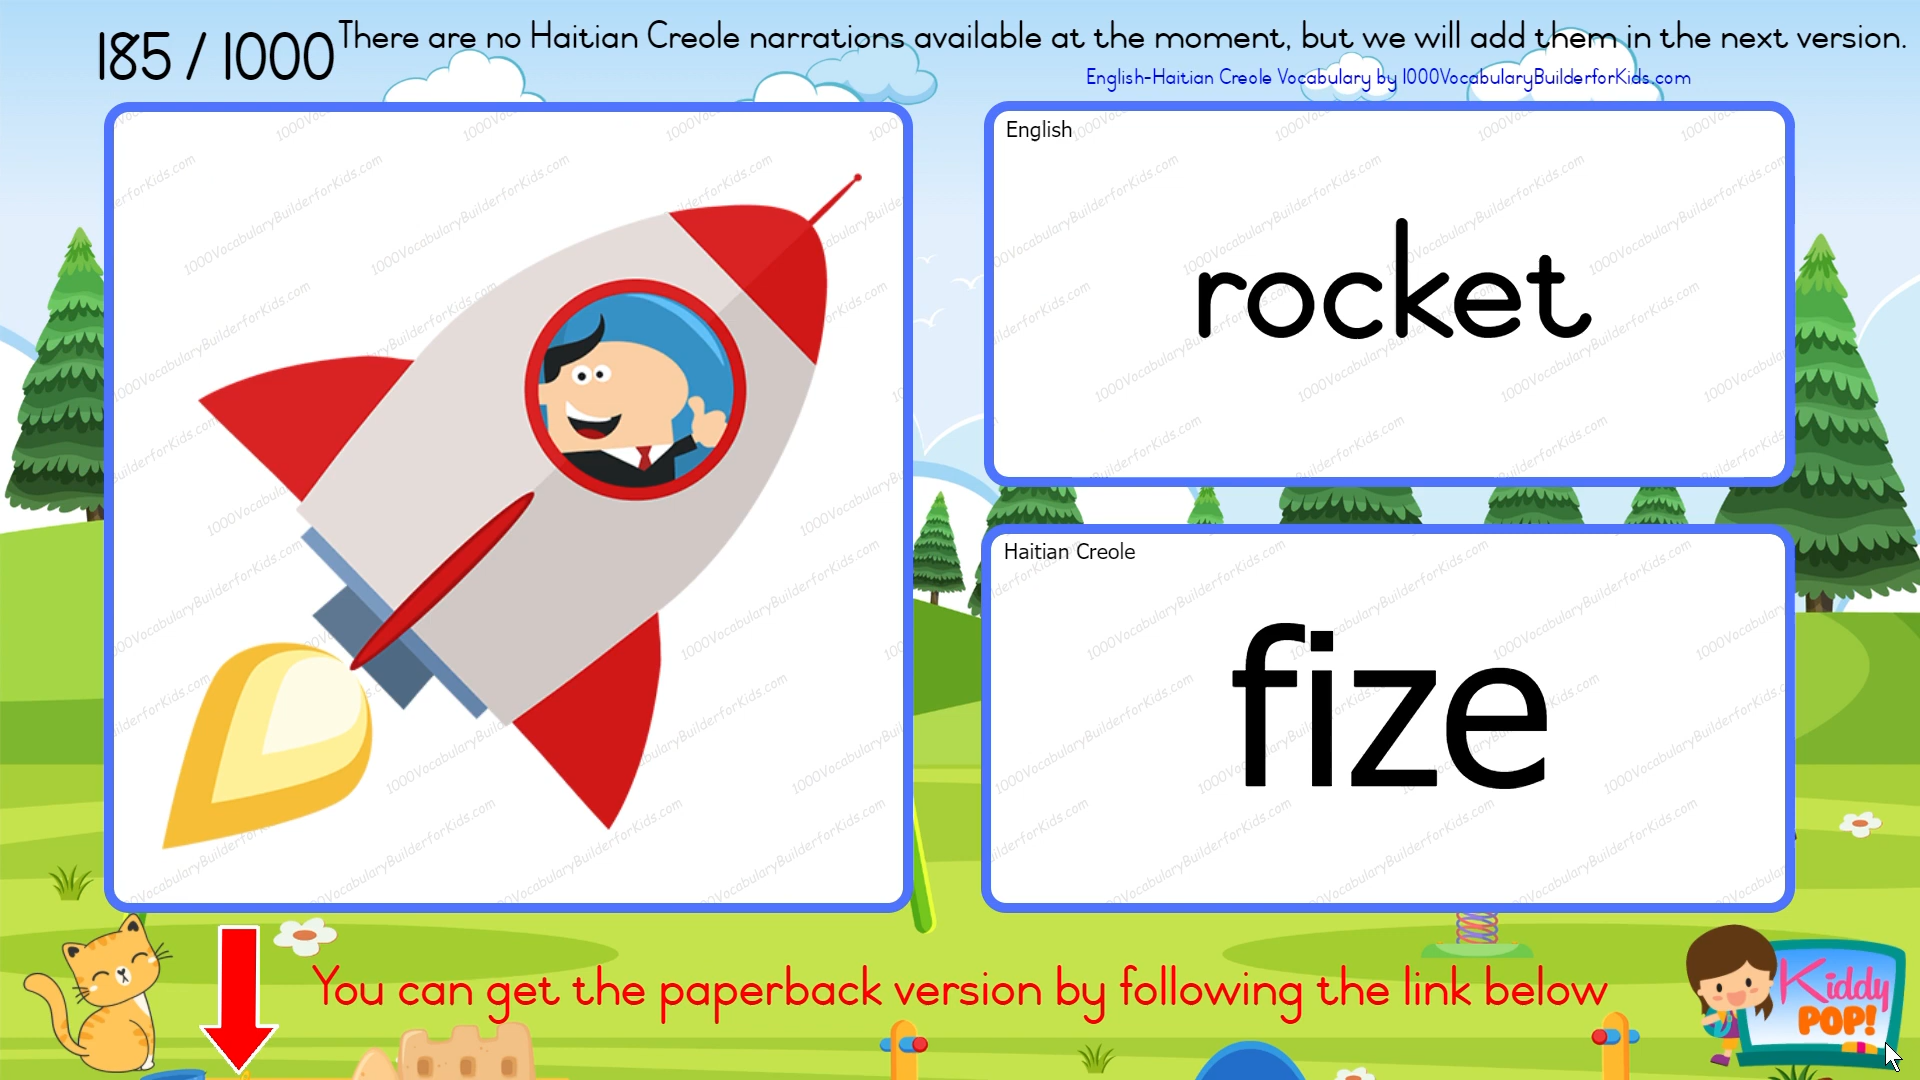 185 / 1000
There are no Haitian Creole narrations available at the moment, but we will add them in the next version.
English-Haitian Creole Vocabulary by 1000VocabularyBuilderforKids.com
English
rocket
Haitian Creole
fize
You can get the paperback version by following the link below
Kiddy
POP!
1000VocabularyBuilderforKids.com